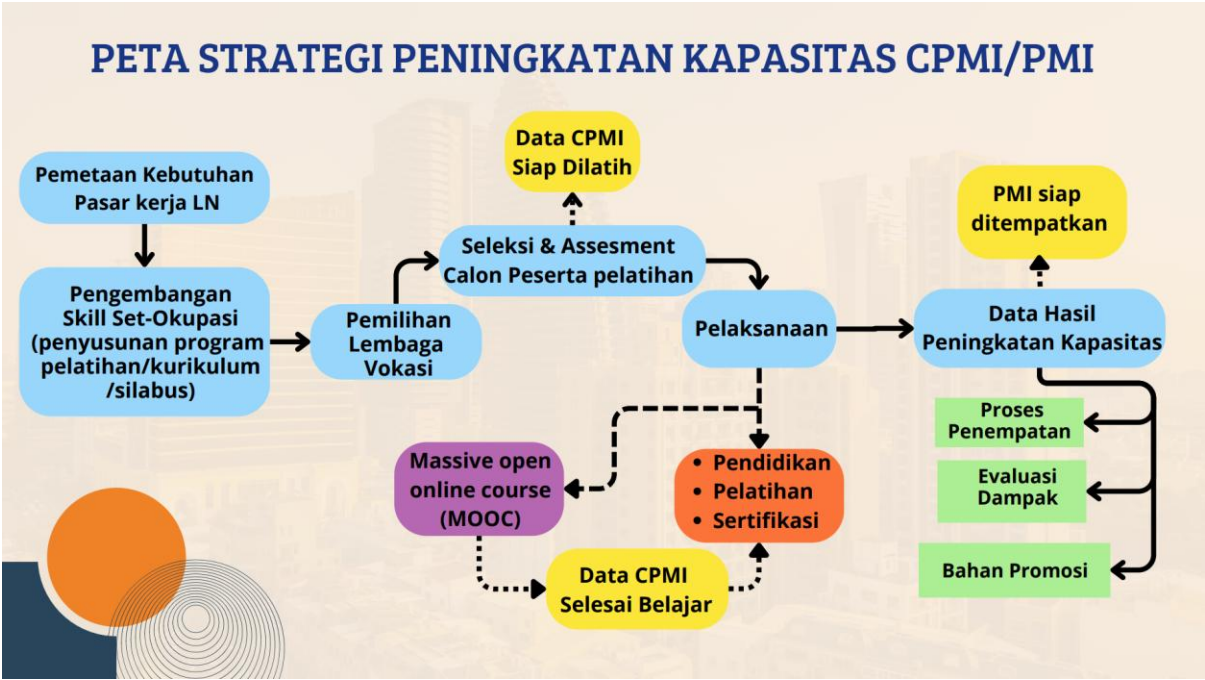 PETA STRATEGI PENINGKATAN KAPASITAS CPMI/PMI
Pemetaan Kebutuhan
Pasar kerja LN
Pengembangan
Skill Set-Okupasi
(penyusunan program
pelatihan/kurikulum
/silabus)
Pemilihan
Lembaga
Vokasi
Data CPMI
Siap Dilatih
Seleksi & Assesment
Calon Peserta pelatihan
Pelaksanaan
Massive open
online course
(MOOC)
Data CPMI
Selesai Belajar
• Pendidikan
• Pelatihan
• Sertifikasi
PMI siap
ditempatkan
Data Hasil
Peningkatan Kapasitas
Proses
Penempatan
Evaluasi
Dampak
Bahan Promosi